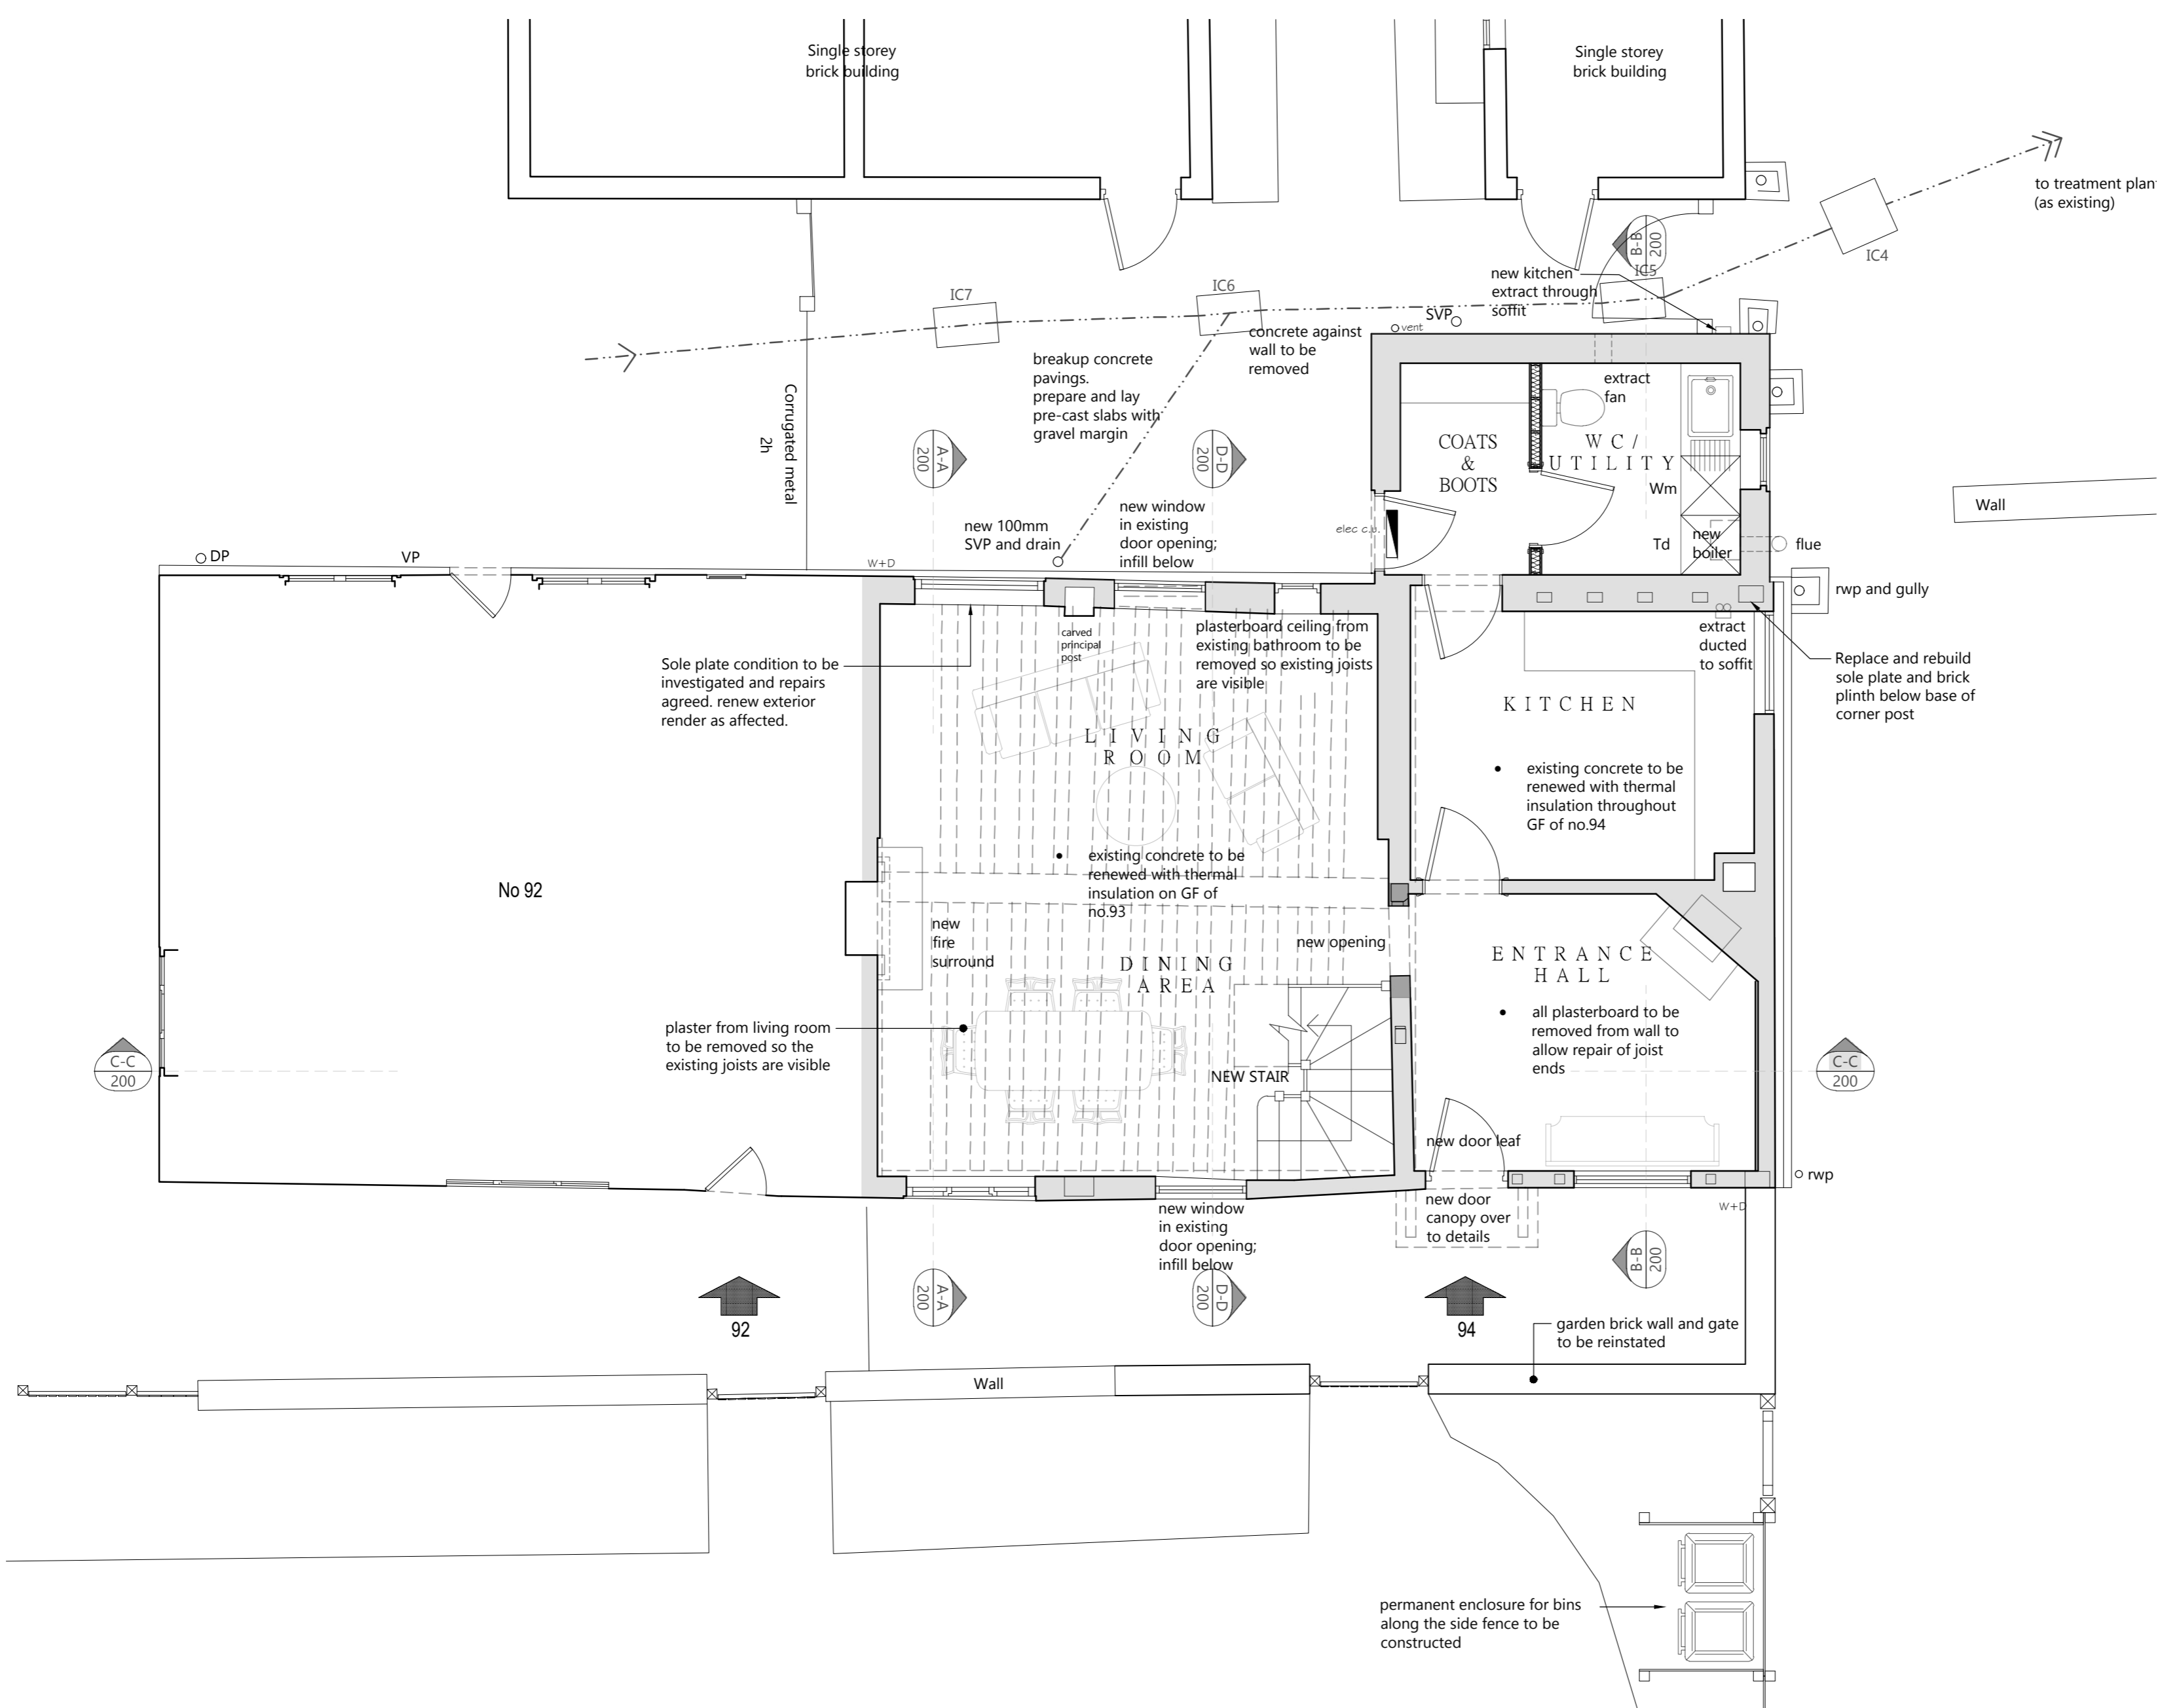 Single storey
brick building
Single storey
brick building
to treatment plan
(as existing)
IC4
B-B
200
IC5
new kitchen
extract through
soffit
IC7
IC6
SVP
vent
concrete against
wall to be
removed
breakup concrete
pavings.
prepare and lay
pre-cast slabs with
gravel margin
Corrugated metal
2h
extract
fan
COATS
&
BOOTS
WC/
UTILITY
Wm
A-A
200
D-D
200
Wall
new 100mm
SVP and drain
new window
in existing
door opening;
infill below
elec c.u.
Td
new
boiler
flue
DP
VP
W+D
rwp and gully
carved
principal
post
plasterboard ceiling from
existing bathroom to be
removed so existing joists
are visible
extract
ducted
to soffit
Sole plate condition to be
investigated and repairs
agreed. renew exterior
render as affected.
Replace and rebuild
sole plate and brick
plinth below base of
corner post
KITCHEN
LIVING
ROOM
existing concrete to be
renewed with thermal
insulation throughout
GF of no.94
existing concrete to be
renewed with thermal
insulation on GF of
no.93
No 92
new
fire
surround
new opening
DINING
AREA
ENTRANCE
HALL
all plasterboard to be
removed from wall to
allow repair of joist
ends
plaster from living room
to be removed so the
existing joists are visible
C-C
200
C-C
200
NEW STAIR
new door leaf
rwp
new door
canopy over
to details
W+D
new window
in existing
door opening;
infill below
A-A
200
D-D
200
B-B
200
92
94
garden brick wall and gate
to be reinstated
Wall
permanent enclosure for bins
along the side fence to be
constructed